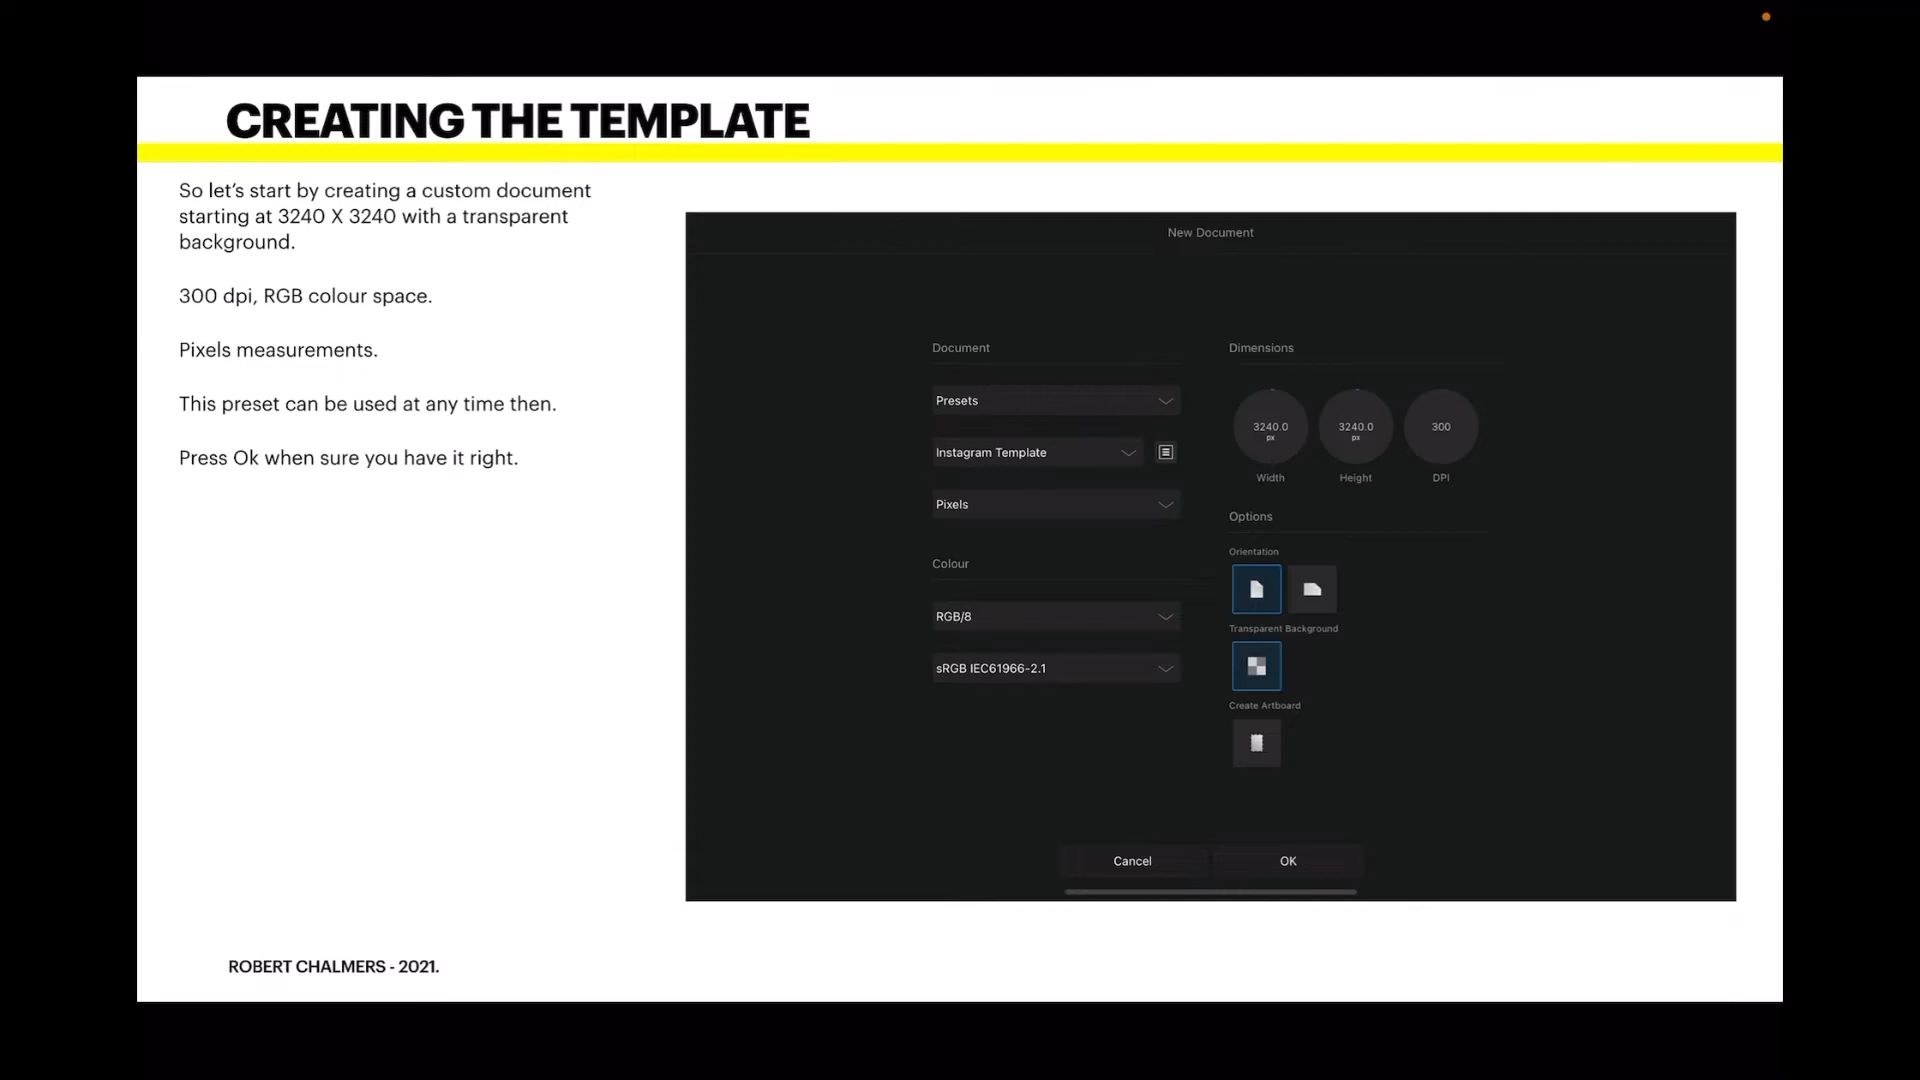 CREATING THE TEMPLATE
So let's start by creating a custom document
starting at 3240 X 3240 with a transparent
background.
300 dpi, RGB colour space.
Pixels measurements.
This preset can be used at any time then.
Press Ok when sure you have it right.
New Document
Document
Presets
Instagram Template
Pixels
Colour
RGB/8
sRGB IEC61966-2.1
Dimensions
3240.0 px
3240.0 px
300
Width
Height
DPI
Options
Orientation
Transparent Background
Create Artboard
Cancel
OK
ROBERT CHALMERS - 2021.